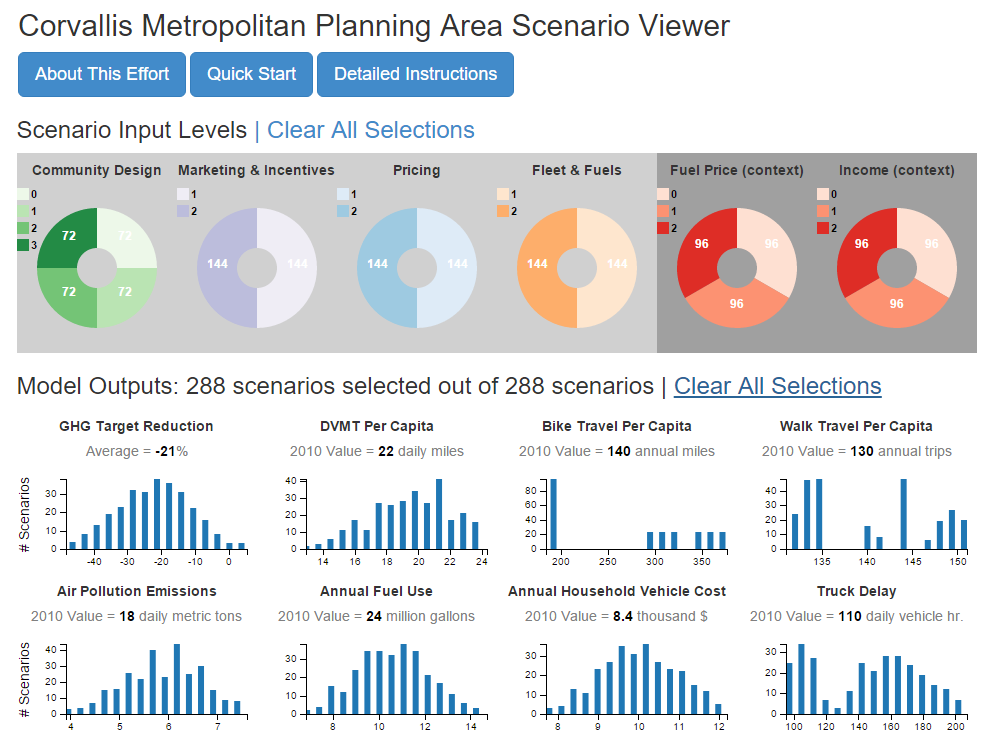 Corvallis Metropolitan Planning Area Scenario Viewer
About This Effort Quick Start Detailed Instructions
Scenario Input Levels | Clear All Selections
Community Design Marketing & Incentives Pricing Fleet & Fuels Fuel Price (context) Income (context)
0 1 1 1 0 0
1 2 2 2 1 1
2 2 2
3
72 72 96 96 96 96
144 144 144 144 144 144
72 72 96 96
Model Outputs: 288 scenarios selected out of 288 scenarios | Clear All Selections
GHG Target Reduction DVMT Per Capita Bike Travel Per Capita Walk Travel Per Capita
Average = -21% 2010 Value = 22 daily miles 2010 Value = 140 annual miles 2010 Value = 130 annual trips
# Scenarios
30 20 10 0
-40 -30 -20 -10 0
40 30 20 10 0
14 16 18 20 22 24
80 60 40 20 0
200 250 300 350
40 30 20 10 0
135 140 145 150
Air Pollution Emissions Annual Fuel Use Annual Household Vehicle Cost Truck Delay
2010 Value = 18 daily metric tons 2010 Value = 24 million gallons 2010 Value = 8.4 thousand $ 2010 Value = 110 daily vehicle hr.
# Scenarios
40 30 20 10 0
4 5 6 7
30 20 10 0
8 10 12 14
30 20 10 0
8 9 10 11 12
30 20 10 0
100 120 140 160 180 200